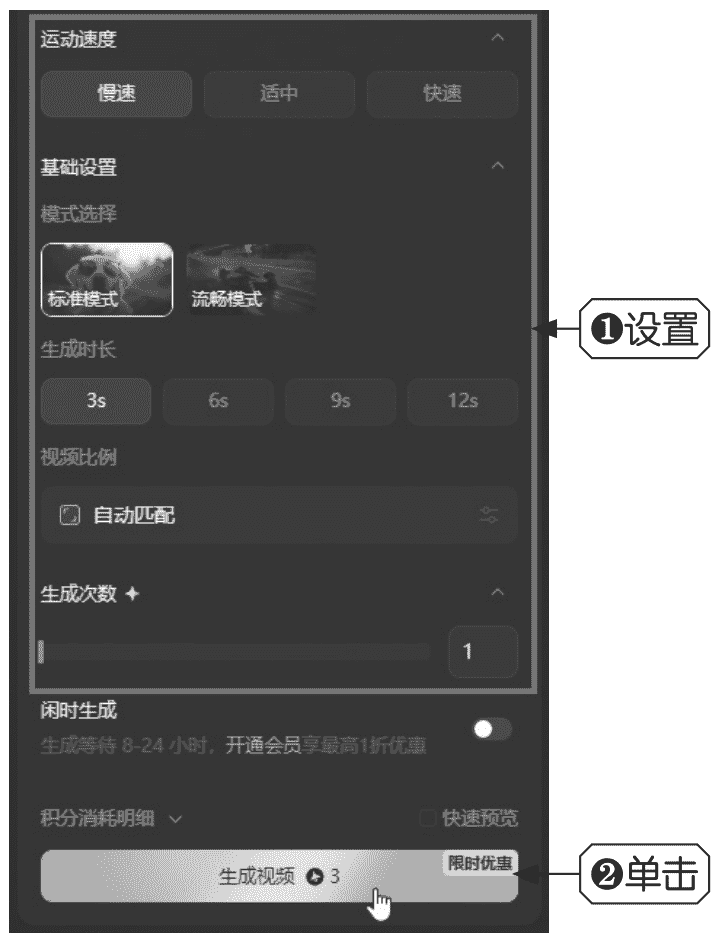 运动速度
慢速 适中 快速
基础设置
模式选择
标准模式 流畅模式
❶设置
生成时长
3s 6s 9s 12s
视频比例
自动匹配
生成次数
1
闲时生成
生成等待 8-24 小时，开通会员享最高1折优惠
积分消耗明细 快速预览
限时优惠
生成视频 3
❷单击